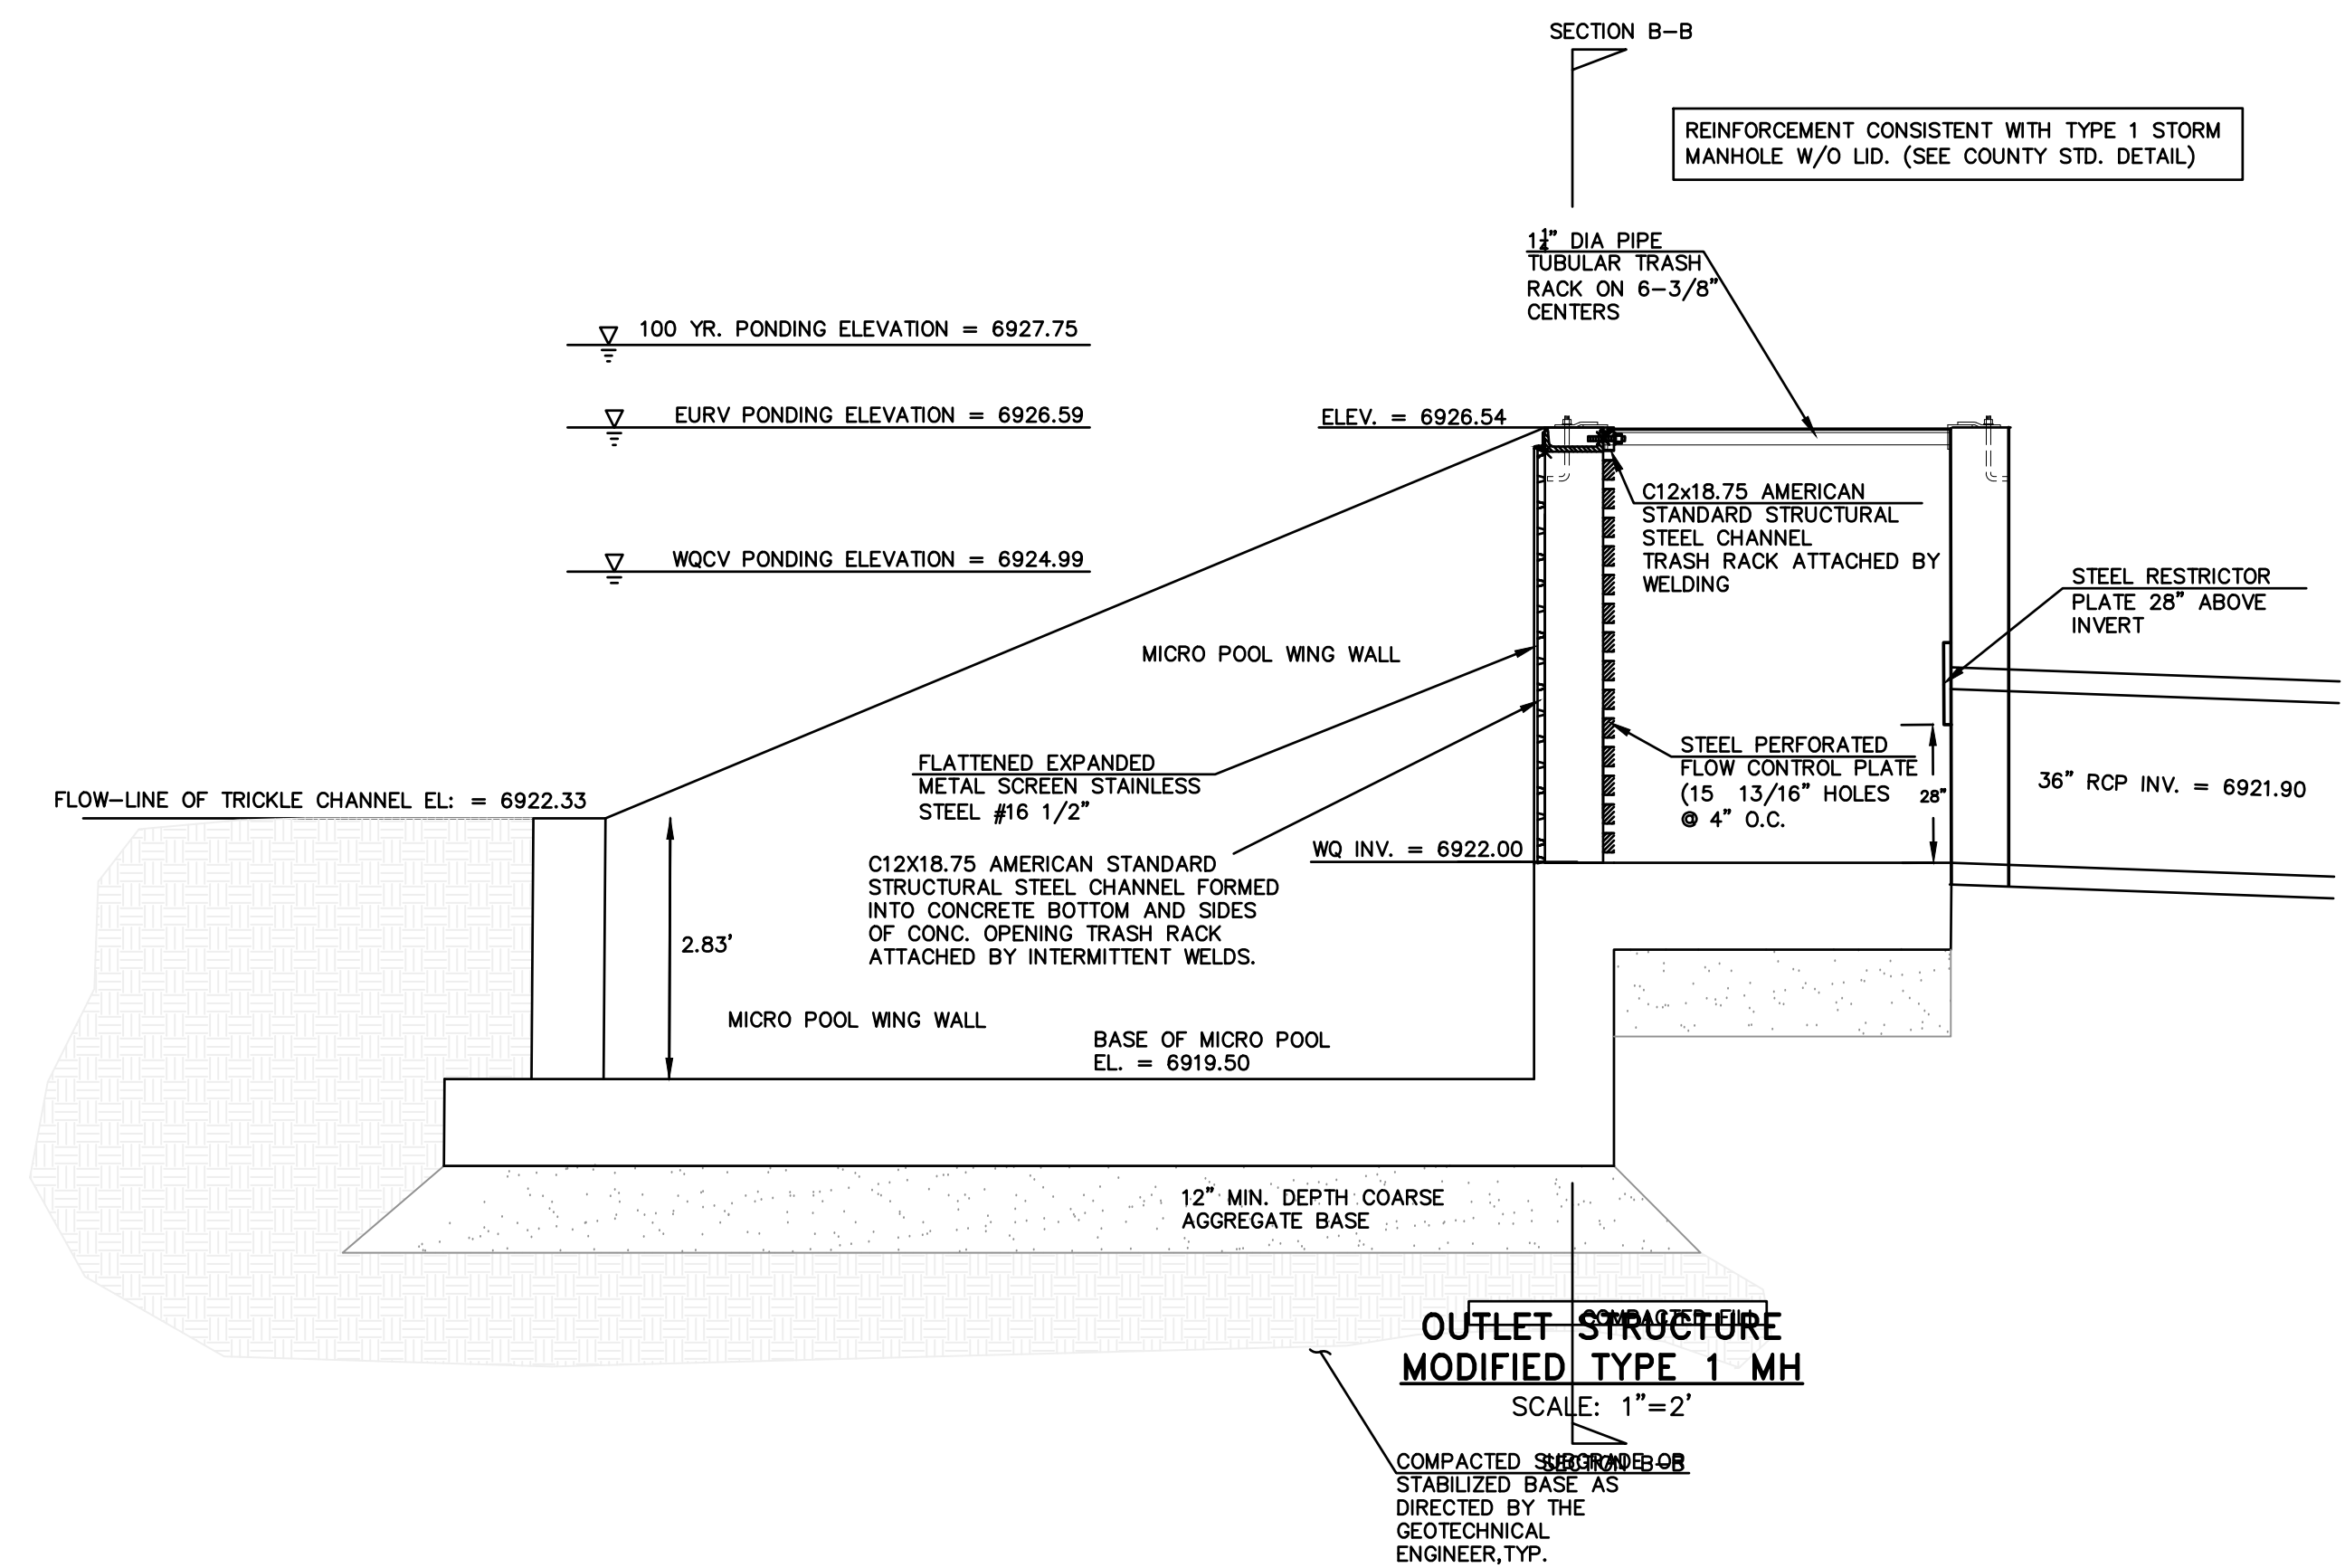 SECTION B-B
REINFORCEMENT CONSISTENT WITH TYPE 1 STORM
MANHOLE W/O LID. (SEE COUNTY STD. DETAIL)
DIA PIPE
TUBULAR TRASH
RACK ON 6-3/8"
CENTERS
100 YR. PONDING ELEVATION = 6927.75
EURV PONDING ELEVATION = 6926.59
WQCV PONDING ELEVATION = 6924.99
ELEV. = 6926.54
C12x18.75 AMERICAN
STANDARD STRUCTURAL
STEEL CHANNEL
TRASH RACK ATTACHED BY
WELDING
STEEL RESTRICTOR
PLATE 28" ABOVE
INVERT
MICRO POOL WING WALL
FLATTENED EXPANDED
METAL SCREEN STAINLESS
STEEL #16 1/2"
STEEL PERFORATED
FLOW CONTROL PLATE
(15 13/16" HOLES
@ 4" O.C.
28"
36" RCP INV. = 6921.90
FLOW-LINE OF TRICKLE CHANNEL EL: = 6922.33
WQ INV. = 6922.00
C12X18.75 AMERICAN STANDARD
STRUCTURAL STEEL CHANNEL FORMED
INTO CONCRETE BOTTOM AND SIDES
OF CONC. OPENING TRASH RACK
ATTACHED BY INTERMITTENT WELDS.
2.83'
MICRO POOL WING WALL
BASE OF MICRO POOL
EL. = 6919.50
12" MIN. DEPTH COARSE
AGGREGATE BASE
COMPACTED FILL
OUTLET STRUCTURE
MODIFIED TYPE 1 MH
SCALE: 1"=2'
SECTION B-B
COMPACTED SUBGRADE OR
STABILIZED BASE AS
DIRECTED BY THE
GEOTECHNICAL
ENGINEER,TYP.